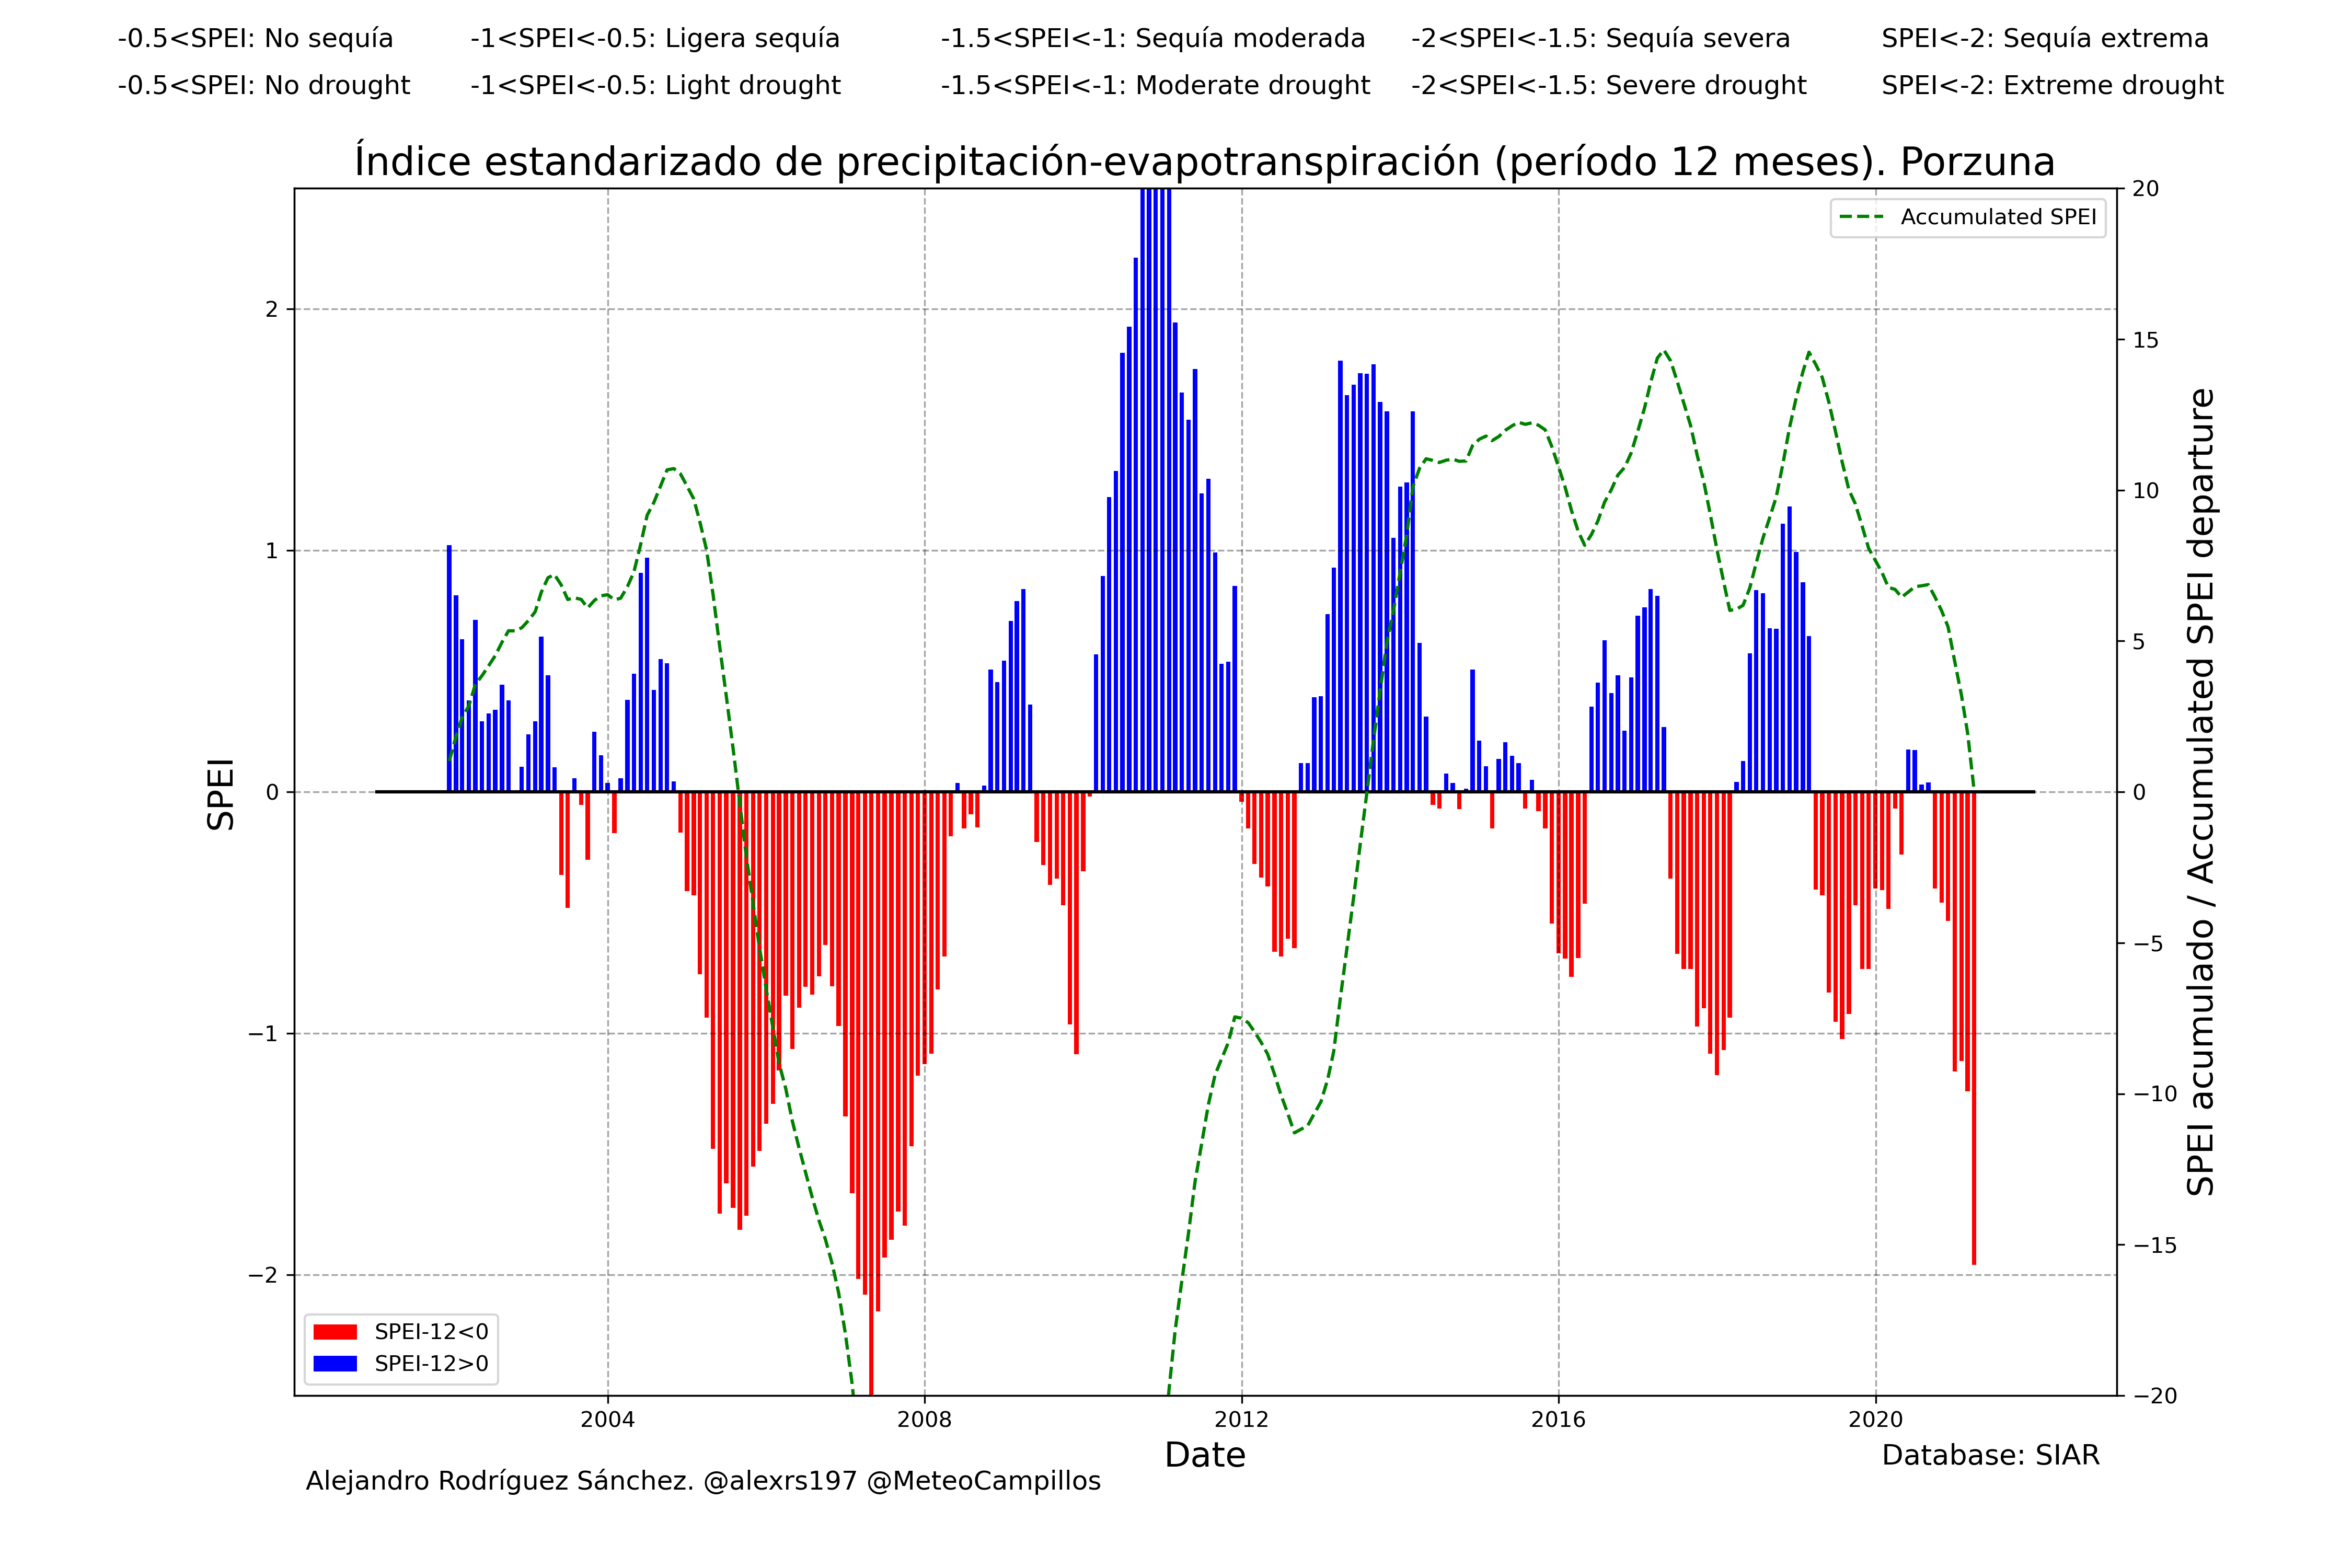 -0.5<SPEI: No sequía -1<SPEI<-0.5: Ligera sequía -1.5<SPEI<-1: Sequía moderada -2<SPEI<-1.5: Sequía severa SPEI<-2: Sequía extrema
-0.5<SPEI: No drought -1<SPEI<-0.5: Light drought -1.5<SPEI<-1: Moderate drought -2<SPEI<-1.5: Severe drought SPEI<-2: Extreme drought
Índice estandarizado de precipitación-evapotranspiración (período 12 meses). Porzuna
Accumulated SPEI
SPEI
2
1
0
−1
−2
20
15
10
5
0
−5
−10
−15
−20
SPEI acumulado / Accumulated SPEI departure
SPEI-12<0
SPEI-12>0
2004 2008 2012 2016 2020
Date
Database: SIAR
Alejandro Rodríguez Sánchez. @alexrs197 @MeteoCampillos